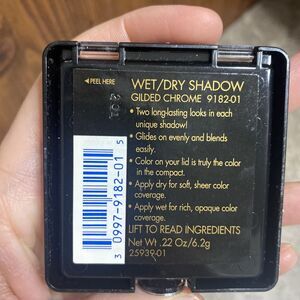 ◄PEEL HERE
WET/DRY SHADOW
GILDED CHROME 9182-01
• Two long-lasting looks in each
unique shadow!
• Glides on evenly and blends
easily.
• Color on your lid is truly the color
in the compact.
• Apply dry for soft, sheer color
coverage.
• Apply wet for rich, opaque color
coverage.
LIFT TO READ INGREDIENTS
Net Wt .22 Oz/6.2g
25939-01
3 0997-9182-01 5